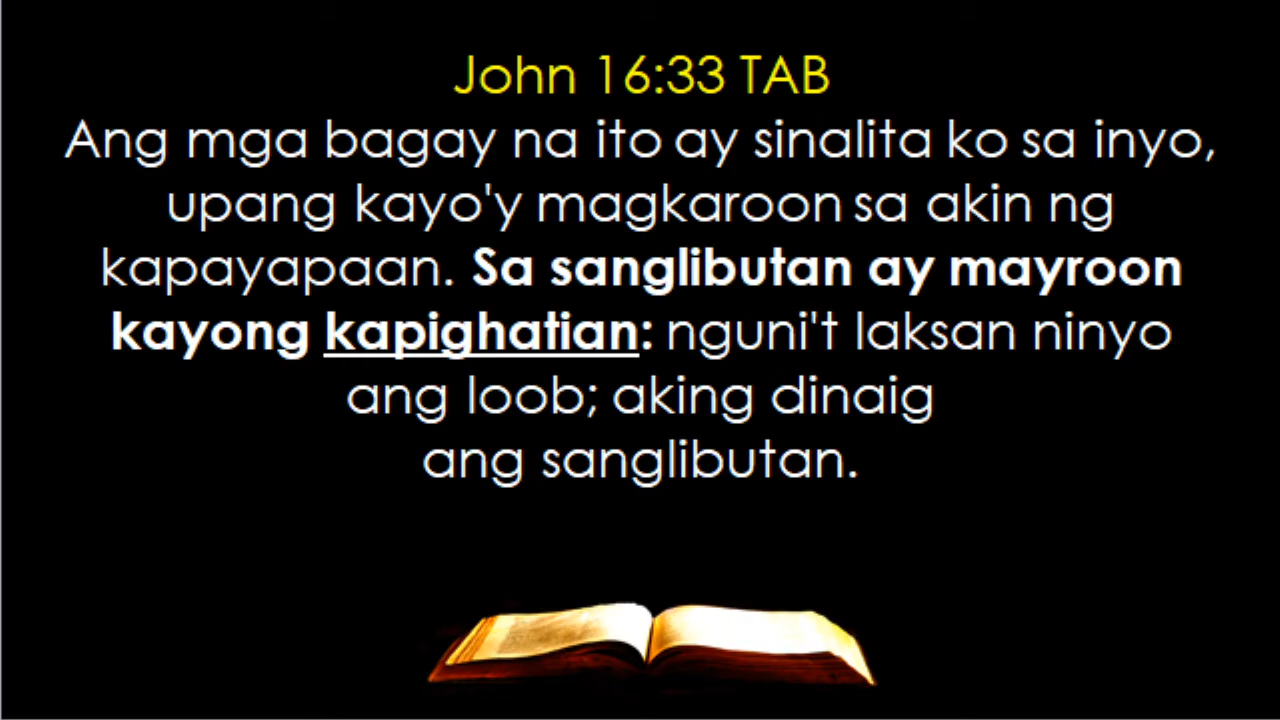 John 16:33 TAB
Ang mga bagay na ito ay sinalita ko sa inyo,
upang kayo'y magkaroon sa akin ng
kapayapaan. Sa sanglibutan ay mayroon
kayong kapighatian: nguni't laksan ninyo
ang loob; aking dinaig
ang sanglibutan.